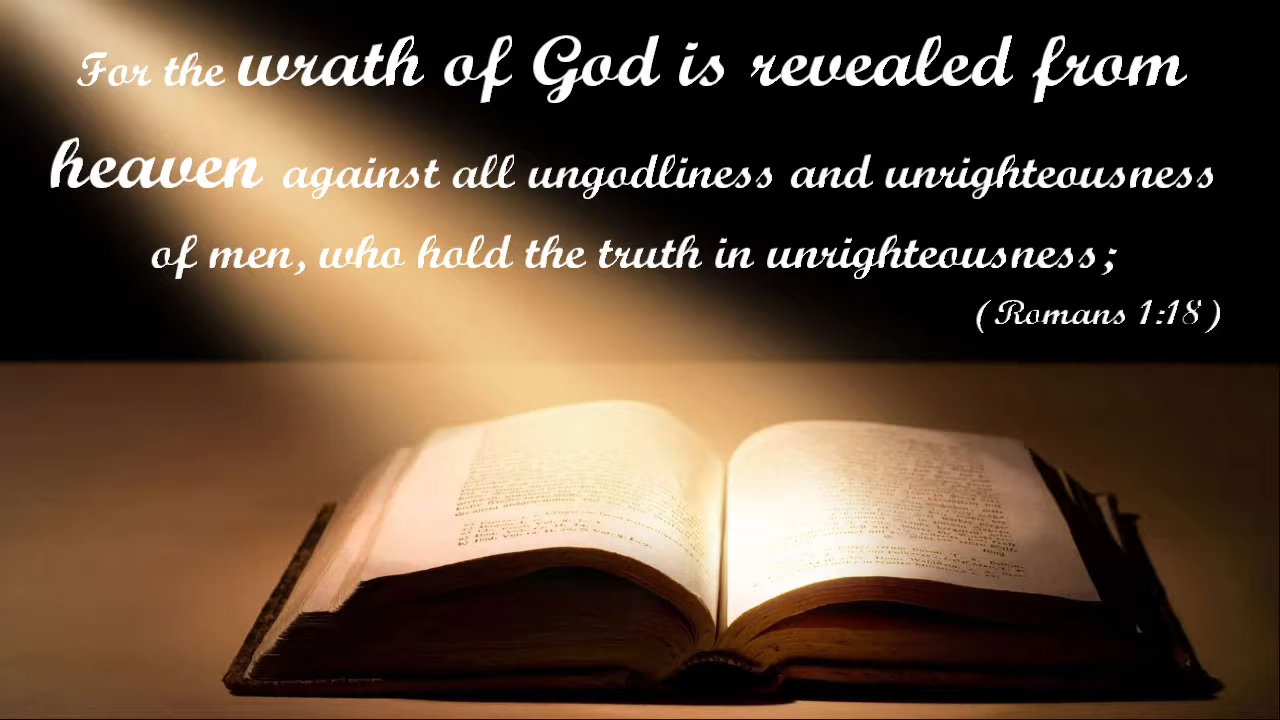 For the wrath of God is revealed from
heaven against all ungodliness and unrighteousness
of men, who hold the truth in unrighteousness;
(Romans 1:18)